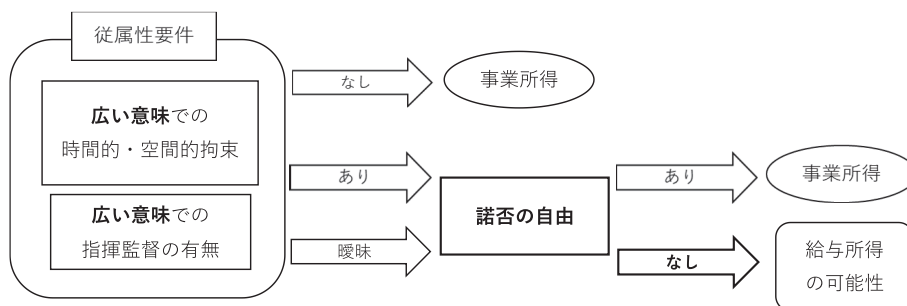 従属性要件
広い意味での
時間的・空間的拘束
広い意味での
指揮監督の有無
なし
事業所得
あり
曖昧
諾否の自由
あり
事業所得
なし
給与所得
の可能性